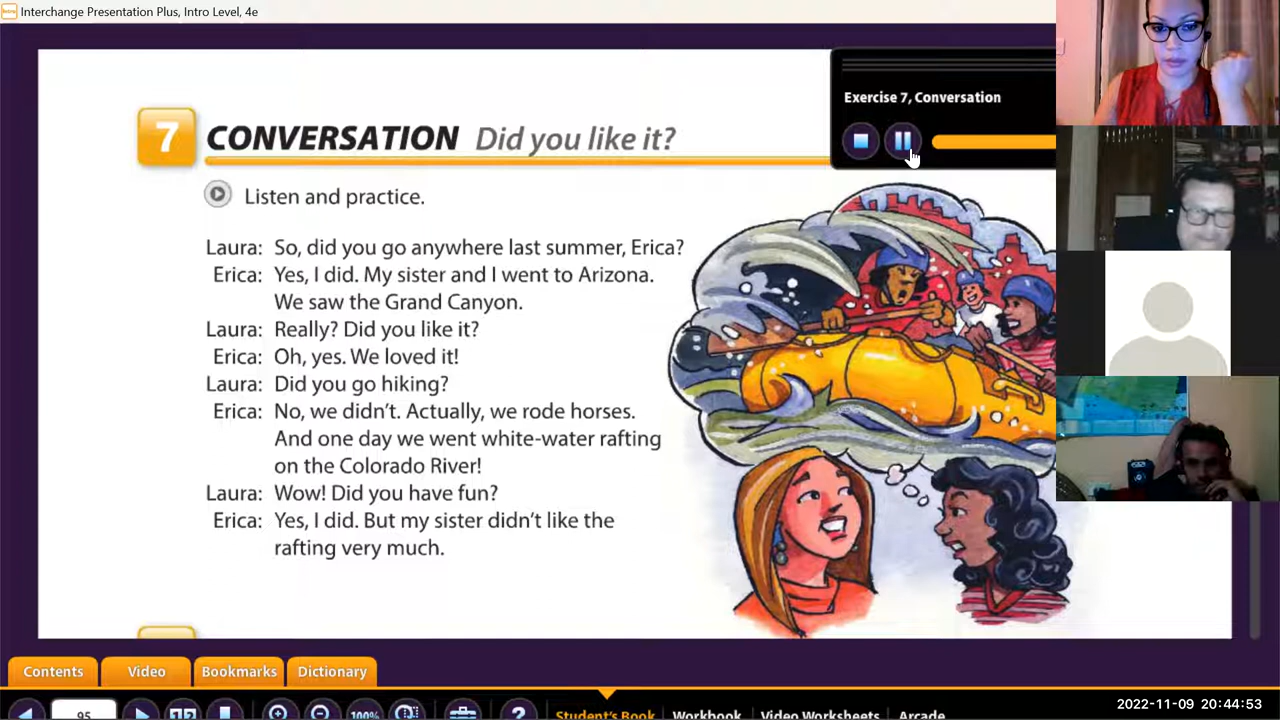 Interchange Presentation Plus, Intro Level, 4e
Exercise 7, Conversation
7 CONVERSATION Did you like it?
Listen and practice.
Laura: So, did you go anywhere last summer, Erica?
Erica: Yes, I did. My sister and I went to Arizona.
We saw the Grand Canyon.
Laura: Really? Did you like it?
Erica: Oh, yes. We loved it!
Laura: Did you go hiking?
Erica: No, we didn't. Actually, we rode horses.
And one day we went white-water rafting
on the Colorado River!
Laura: Wow! Did you have fun?
Erica: Yes, I did. But my sister didn't like the
rafting very much.
Contents Video Bookmarks Dictionary
95 100% ? Student's Book Workbook Video Worksheets Arcade
2022-11-09 20:44:53